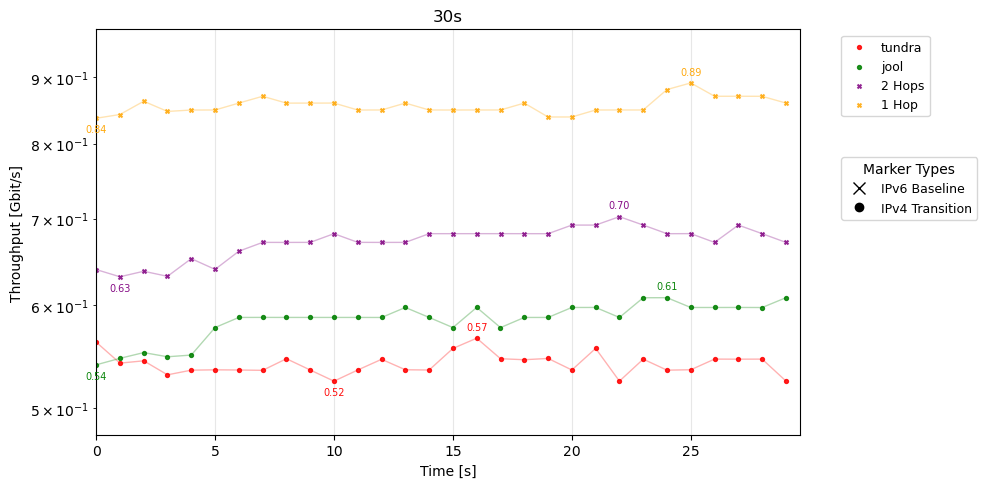 30s
Throughput [Gbit/s]
9 × 10⁻¹
8 × 10⁻¹
7 × 10⁻¹
6 × 10⁻¹
5 × 10⁻¹
0.84
0.89
0.63
0.70
0.54
0.61
0.52
0.57
0 5 10 15 20 25
Time [s]
tundra
jool
2 Hops
1 Hop
Marker Types
IPv6 Baseline
IPv4 Transition